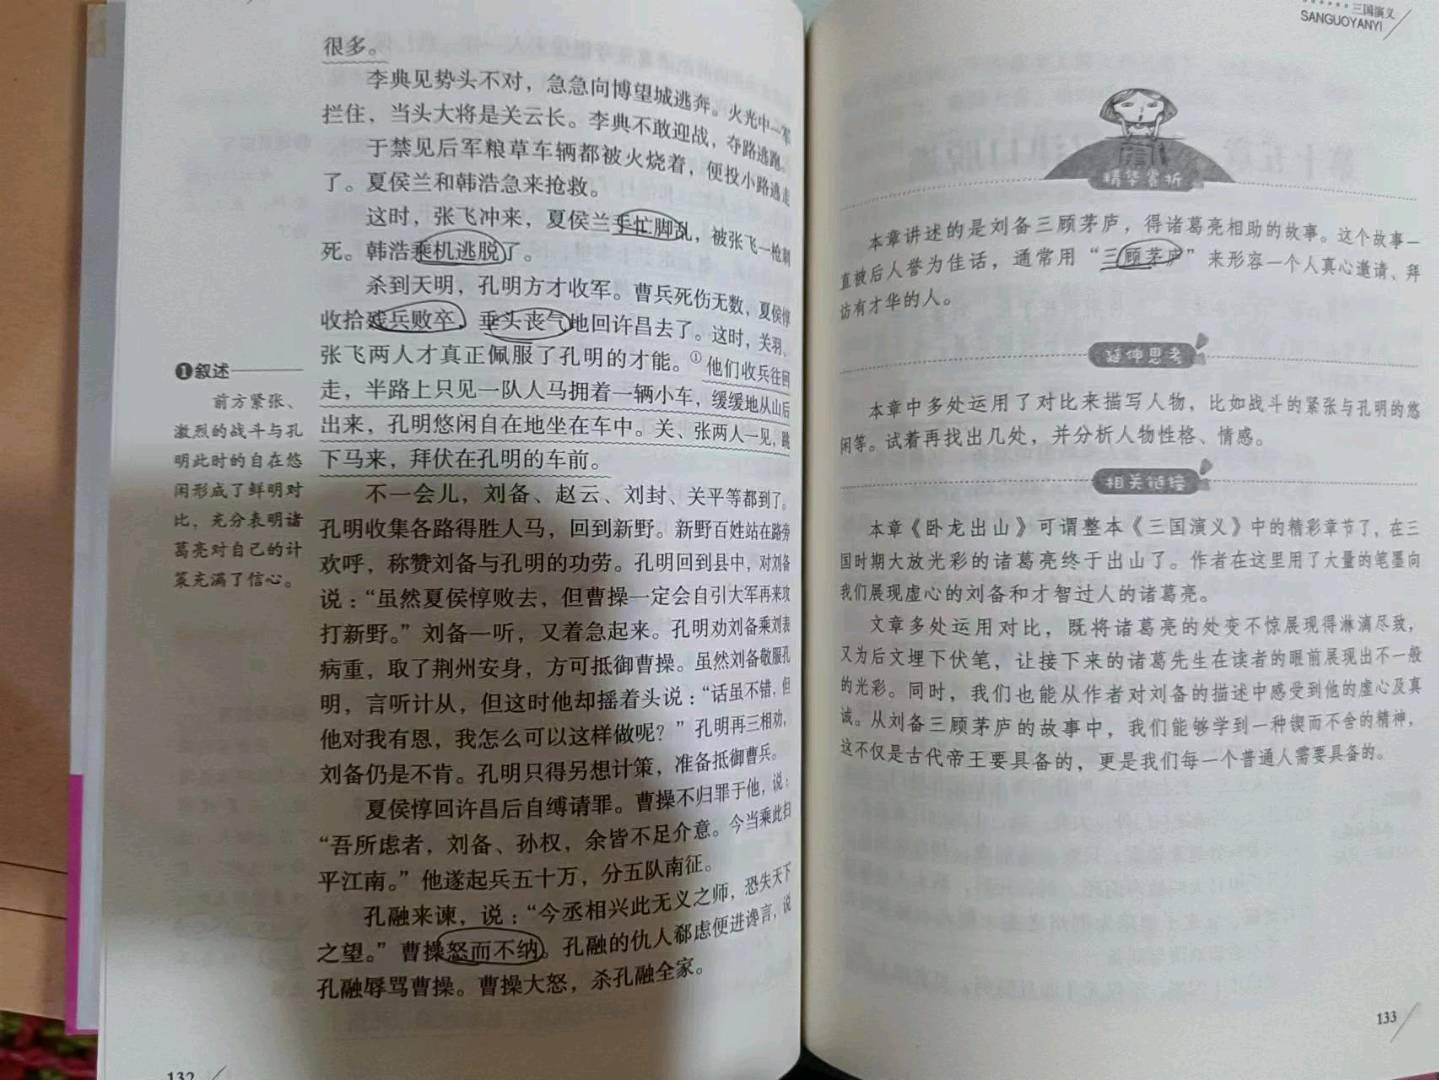 很多。
李典见势头不对，急急向博望城逃奔。火光中一军
拦住，当头大将是关云长。李典不敢迎战，夺路逃跑。
于禁见后军粮草车辆都被火烧着，便投小路逃走
了。夏侯兰和韩浩急来抢救。
这时，张飞冲来，夏侯兰手忙脚乱，被张飞一枪刺
死。韩浩乘机逃脱了。
杀到天明，孔明方才收军。曹兵死伤无数，夏侯惇
收拾残兵败卒，垂头丧气地回许昌去了。这时，关羽、
张飞两人才真正佩服了孔明的才能。①他们收兵往回
走，半路上只见一队人马拥着一辆小车，缓缓地从山后
出来，孔明悠闲自在地坐在车中。关、张两人一见，跳
下马来，拜伏在孔明的车前。
不一会儿，刘备、赵云、刘封、关平等都到了。
孔明收集各路得胜人马，回到新野。新野百姓站在路旁
欢呼，称赞刘备与孔明的功劳。孔明回到县中，对刘备
说：“虽然夏侯惇败去，但曹操一定会自引大军再来攻
打新野。”刘备一听，又着急起来。孔明劝刘备乘刘表
病重，取了荆州安身，方可抵御曹操。虽然刘备敬服孔
明，言听计从，但这时他却摇着头说：“话虽不错，但
他对我有恩，我怎么可以这样做呢？”孔明再三相劝，
刘备仍是不肯。孔明只得另想计策，准备抵御曹兵。
夏侯惇回许昌后自缚请罪。曹操不归罪于他，说：
“吾所虑者，刘备、孙权，余皆不足介意。今当乘此扫
平江南。”他遂起兵五十万，分五队南征。
孔融来谏，说：“今丞相兴此无义之师，恐失天下
之望。”曹操怒而不纳。孔融的仇人郗虑便进谗言，说
孔融辱骂曹操。曹操大怒，杀孔融全家。
❶叙述
前方紧张、
激烈的战斗与孔
明此时的自在悠
闲形成了鲜明对
比，充分表明诸
葛亮对自己的计
策充满了信心。
132
三国演义
SANGUOYANYI
精华赏析
本章讲述的是刘备三顾茅庐，得诸葛亮相助的故事。这个故事一
直被后人誉为佳话，通常用“三顾茅庐”来形容一个人真心邀请、拜
访有才华的人。
延伸思考
本章中多处运用了对比来描写人物，比如战斗的紧张与孔明的悠
闲等。试着再找出几处，并分析人物性格、情感。
相关链接
本章《卧龙出山》可谓整本《三国演义》中的精彩章节了，在三
国时期大放光彩的诸葛亮终于出山了。作者在这里用了大量的笔墨向
我们展现虚心的刘备和才智过人的诸葛亮。
文章多处运用对比，既将诸葛亮的处变不惊展现得淋漓尽致，
又为后文埋下伏笔，让接下来的诸葛先生在读者的眼前展现出不一般
的光彩。同时，我们也能从作者对刘备的描述中感受到他的虚心及真
诚。从刘备三顾茅庐的故事中，我们能够学到一种锲而不舍的精神，
这不仅是古代帝王要具备的，更是我们每一个普通人需要具备的。
133